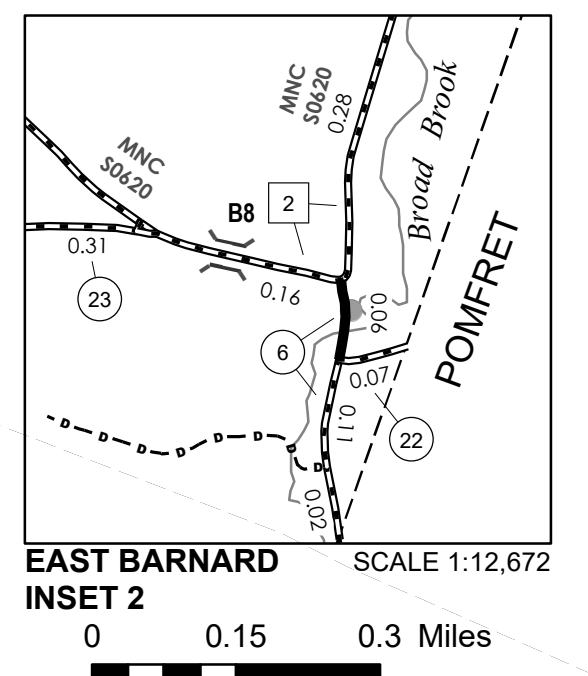 MNC
S0620
0.28
Broad Brook
MNC
S0620
B8
2
0.31
23
0.16
0.06
POMFRET
6
0.07
22
0.11
D D D D D D D
0.02
EAST BARNARD
INSET 2
SCALE 1:12,672
0 0.15 0.3 Miles